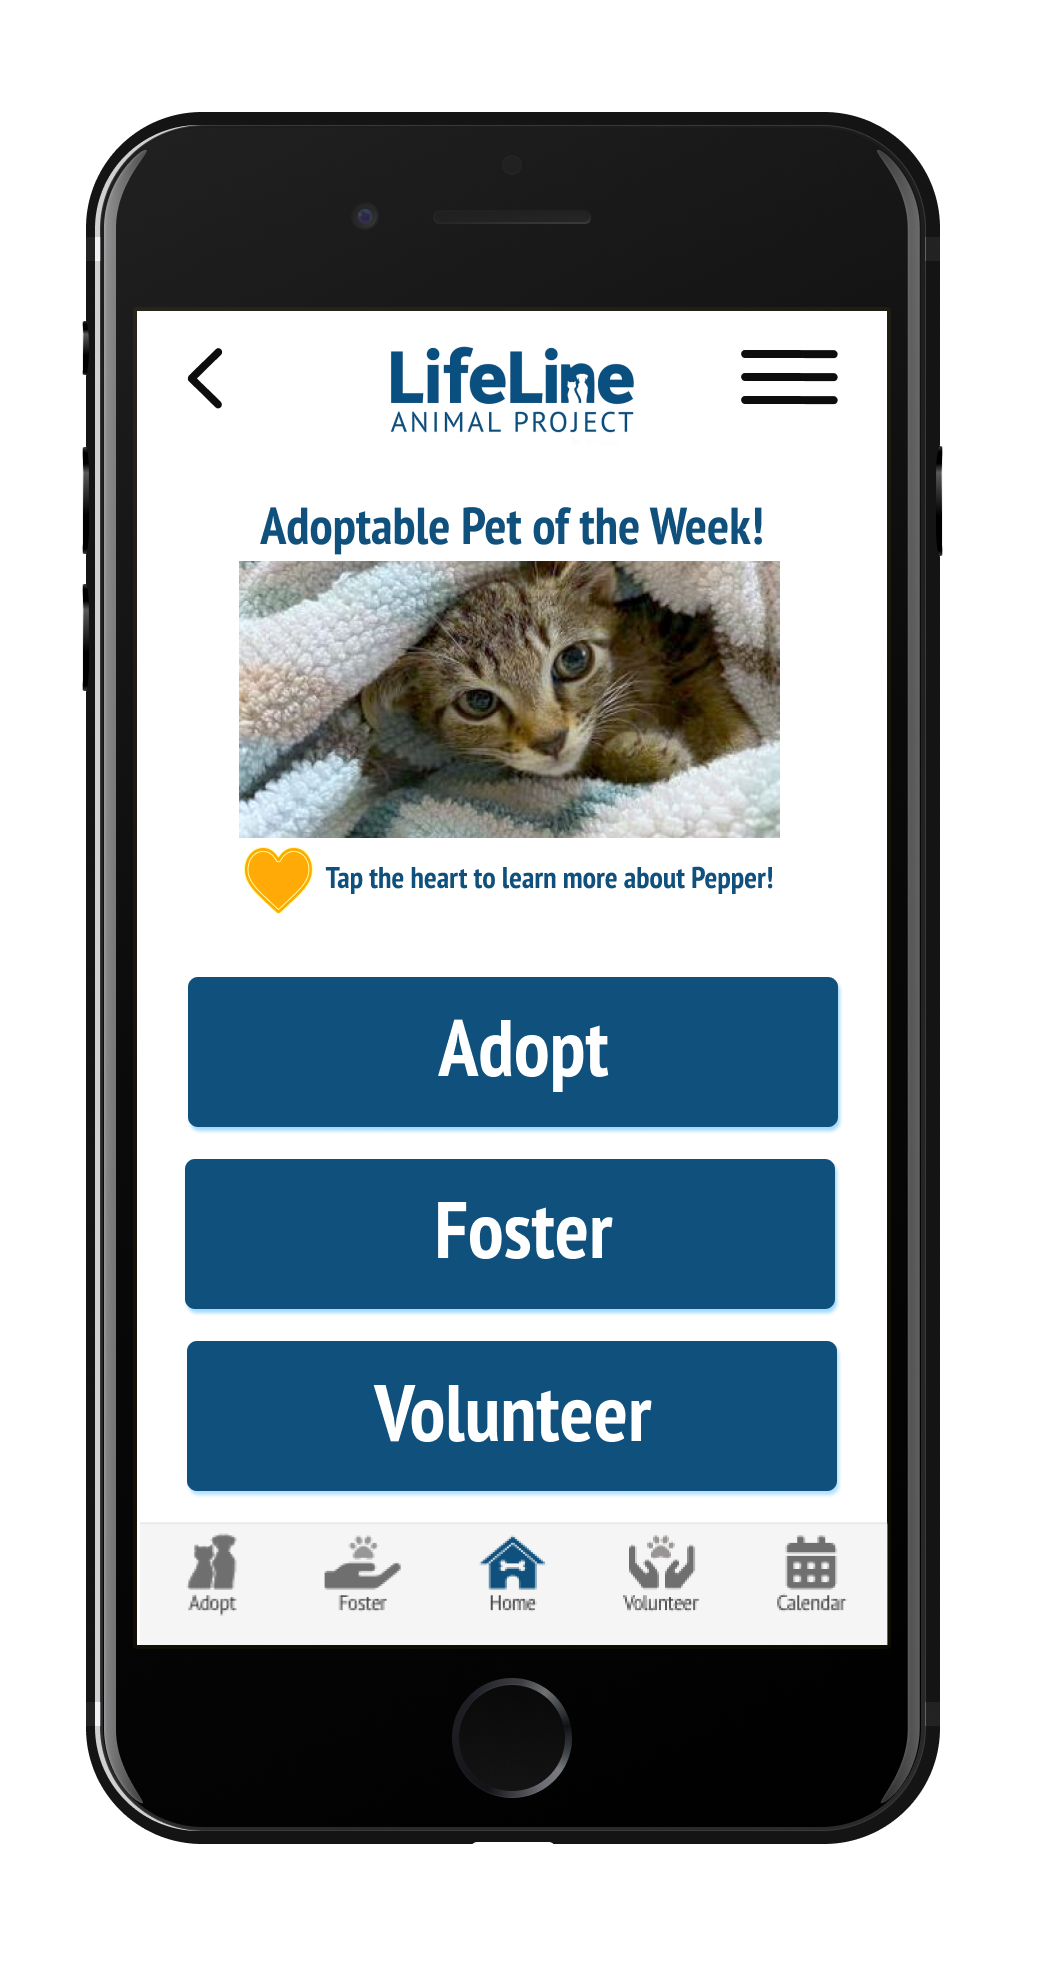 LifeLine
ANIMAL PROJECT
Adoptable Pet of the Week!
Tap the heart to learn more about Pepper!
Adopt
Foster
Volunteer
Adopt Foster Home Volunteer Calendar